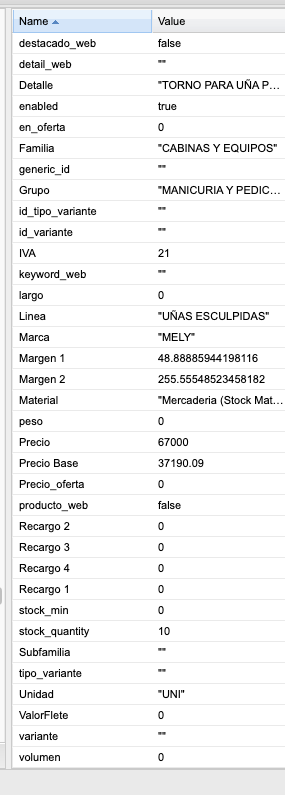 Name Value
destacado_web false
detail_web ""
Detalle "TORNO PARA UÑA P...
enabled true
en_oferta 0
Familia "CABINAS Y EQUIPOS"
generic_id ""
Grupo "MANICURIA Y PEDIC...
id_tipo_variante ""
id_variante ""
IVA 21
keyword_web ""
largo 0
Linea "UÑAS ESCULPIDAS"
Marca "MELY"
Margen 1 48.88885944198116
Margen 2 255.55548523458182
Material "Mercaderia (Stock Mat...
peso 0
Precio 67000
Precio Base 37190.09
Precio_oferta 0
producto_web false
Recargo 2 0
Recargo 3 0
Recargo 4 0
Recargo 1 0
stock_min 0
stock_quantity 10
Subfamilia ""
tipo_variante ""
Unidad "UNI"
ValorFlete 0
variante ""
volumen 0